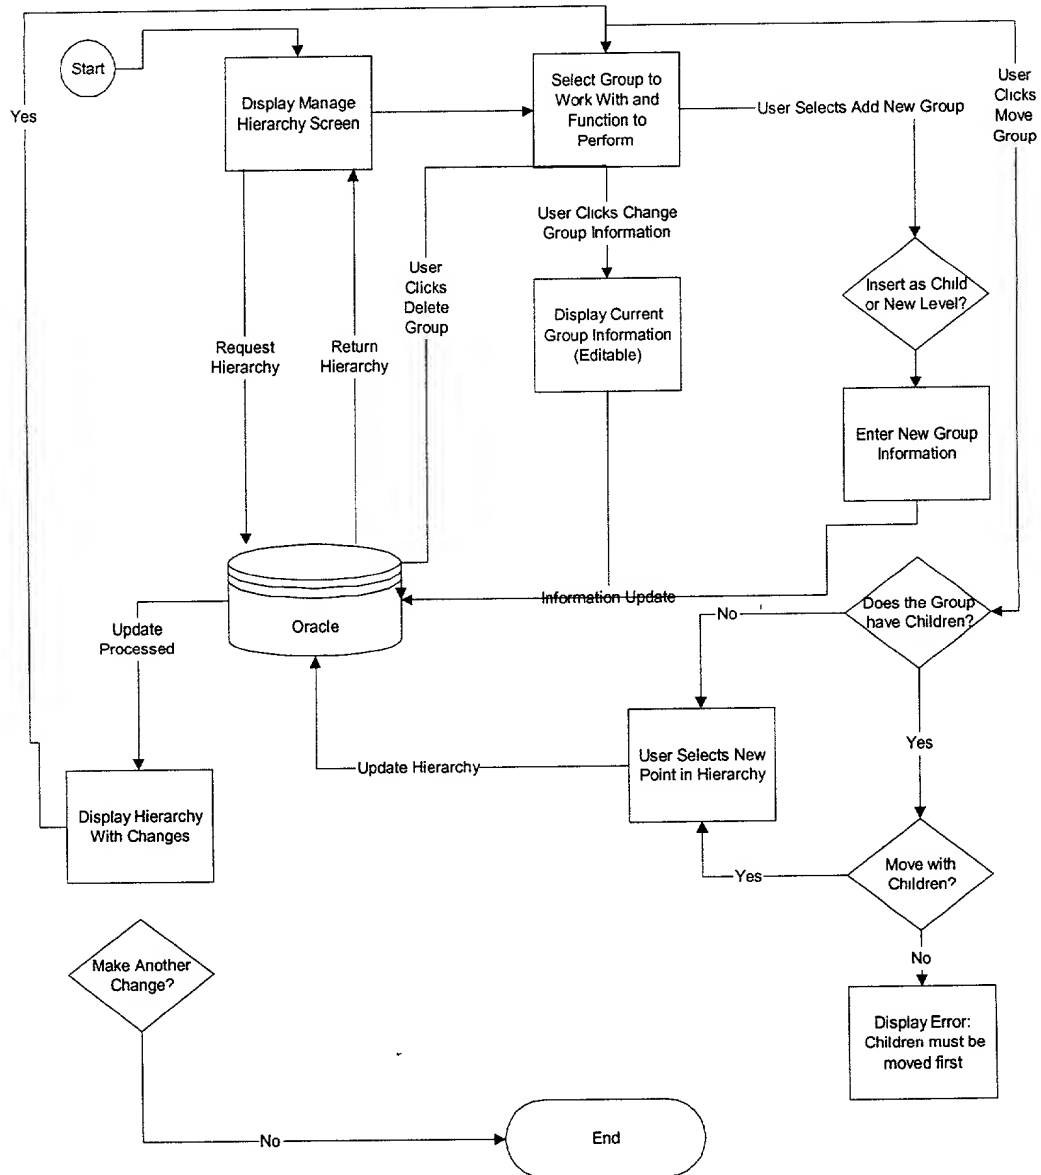 Start
Yes
Display Manage
Hierarchy Screen
Select Group to
Work With and
Function to
Perform
User Selects Add New Group
User
Clicks
Move
Group
User Clicks Change
Group Information
User
Clicks
Delete
Group
Insert as Child
or New Level?
Display Current
Group Information
(Editable)
Request
Hierarchy
Return
Hierarchy
Enter New Group
Information
Information Update
Oracle
Does the Group
have Children?
No
Update
Processed
Yes
User Selects New
Point in Hierarchy
Update Hierarchy
Display Hierarchy
With Changes
Move with
Children?
Yes
No
Make Another
Change?
Display Error:
Children must be
moved first
No
End